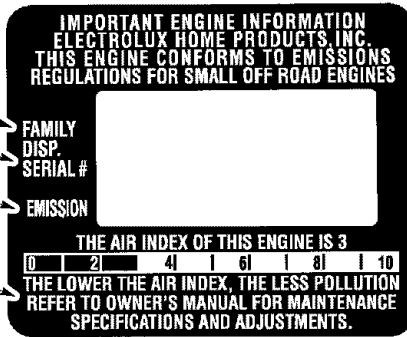 IMPORTANT ENGINE INFORMATION
ELECTROLUX HOME PRODUCTS, INC.
THIS ENGINE CONFORMS TO EMISSIONS
REGULATIONS FOR SMALL OFF ROAD ENGINES
FAMILY
DISP.
SERIAL #
EMISSION
THE AIR INDEX OF THIS ENGINE IS 3
0 2 4 6 8 10
THE LOWER THE AIR INDEX, THE LESS POLLUTION
REFER TO OWNER'S MANUAL FOR MAINTENANCE
SPECIFICATIONS AND ADJUSTMENTS.